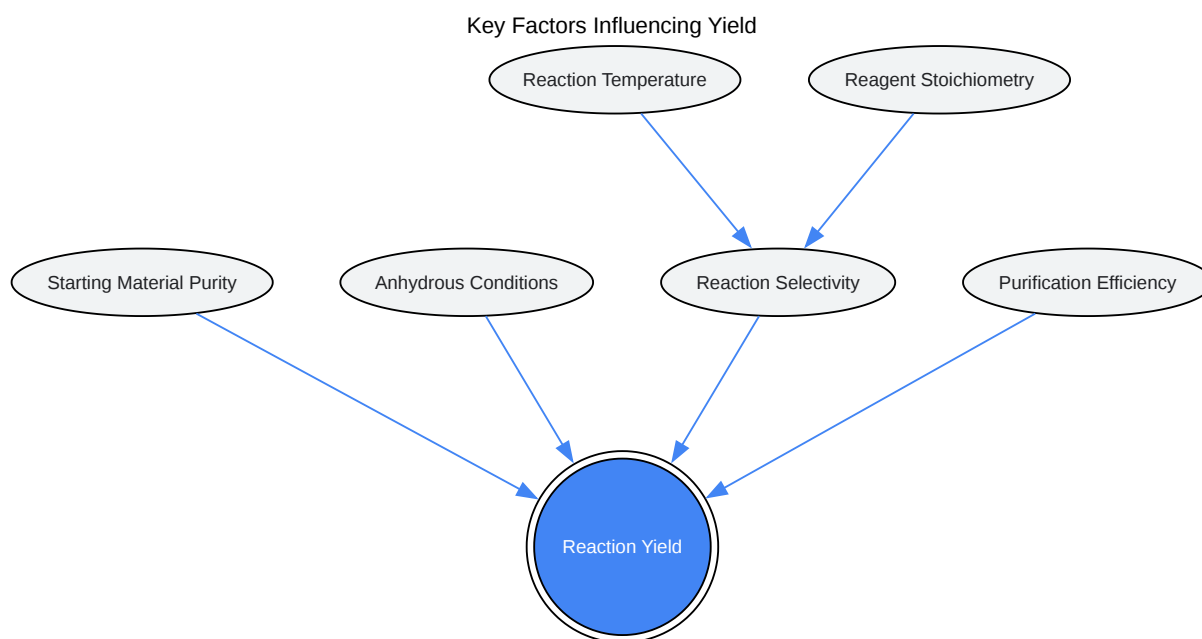 Key Factors Influencing Yield
Reaction Temperature
Reagent Stoichiometry
Starting Material Purity
Anhydrous Conditions
Reaction Selectivity
Purification Efficiency
Reaction Yield